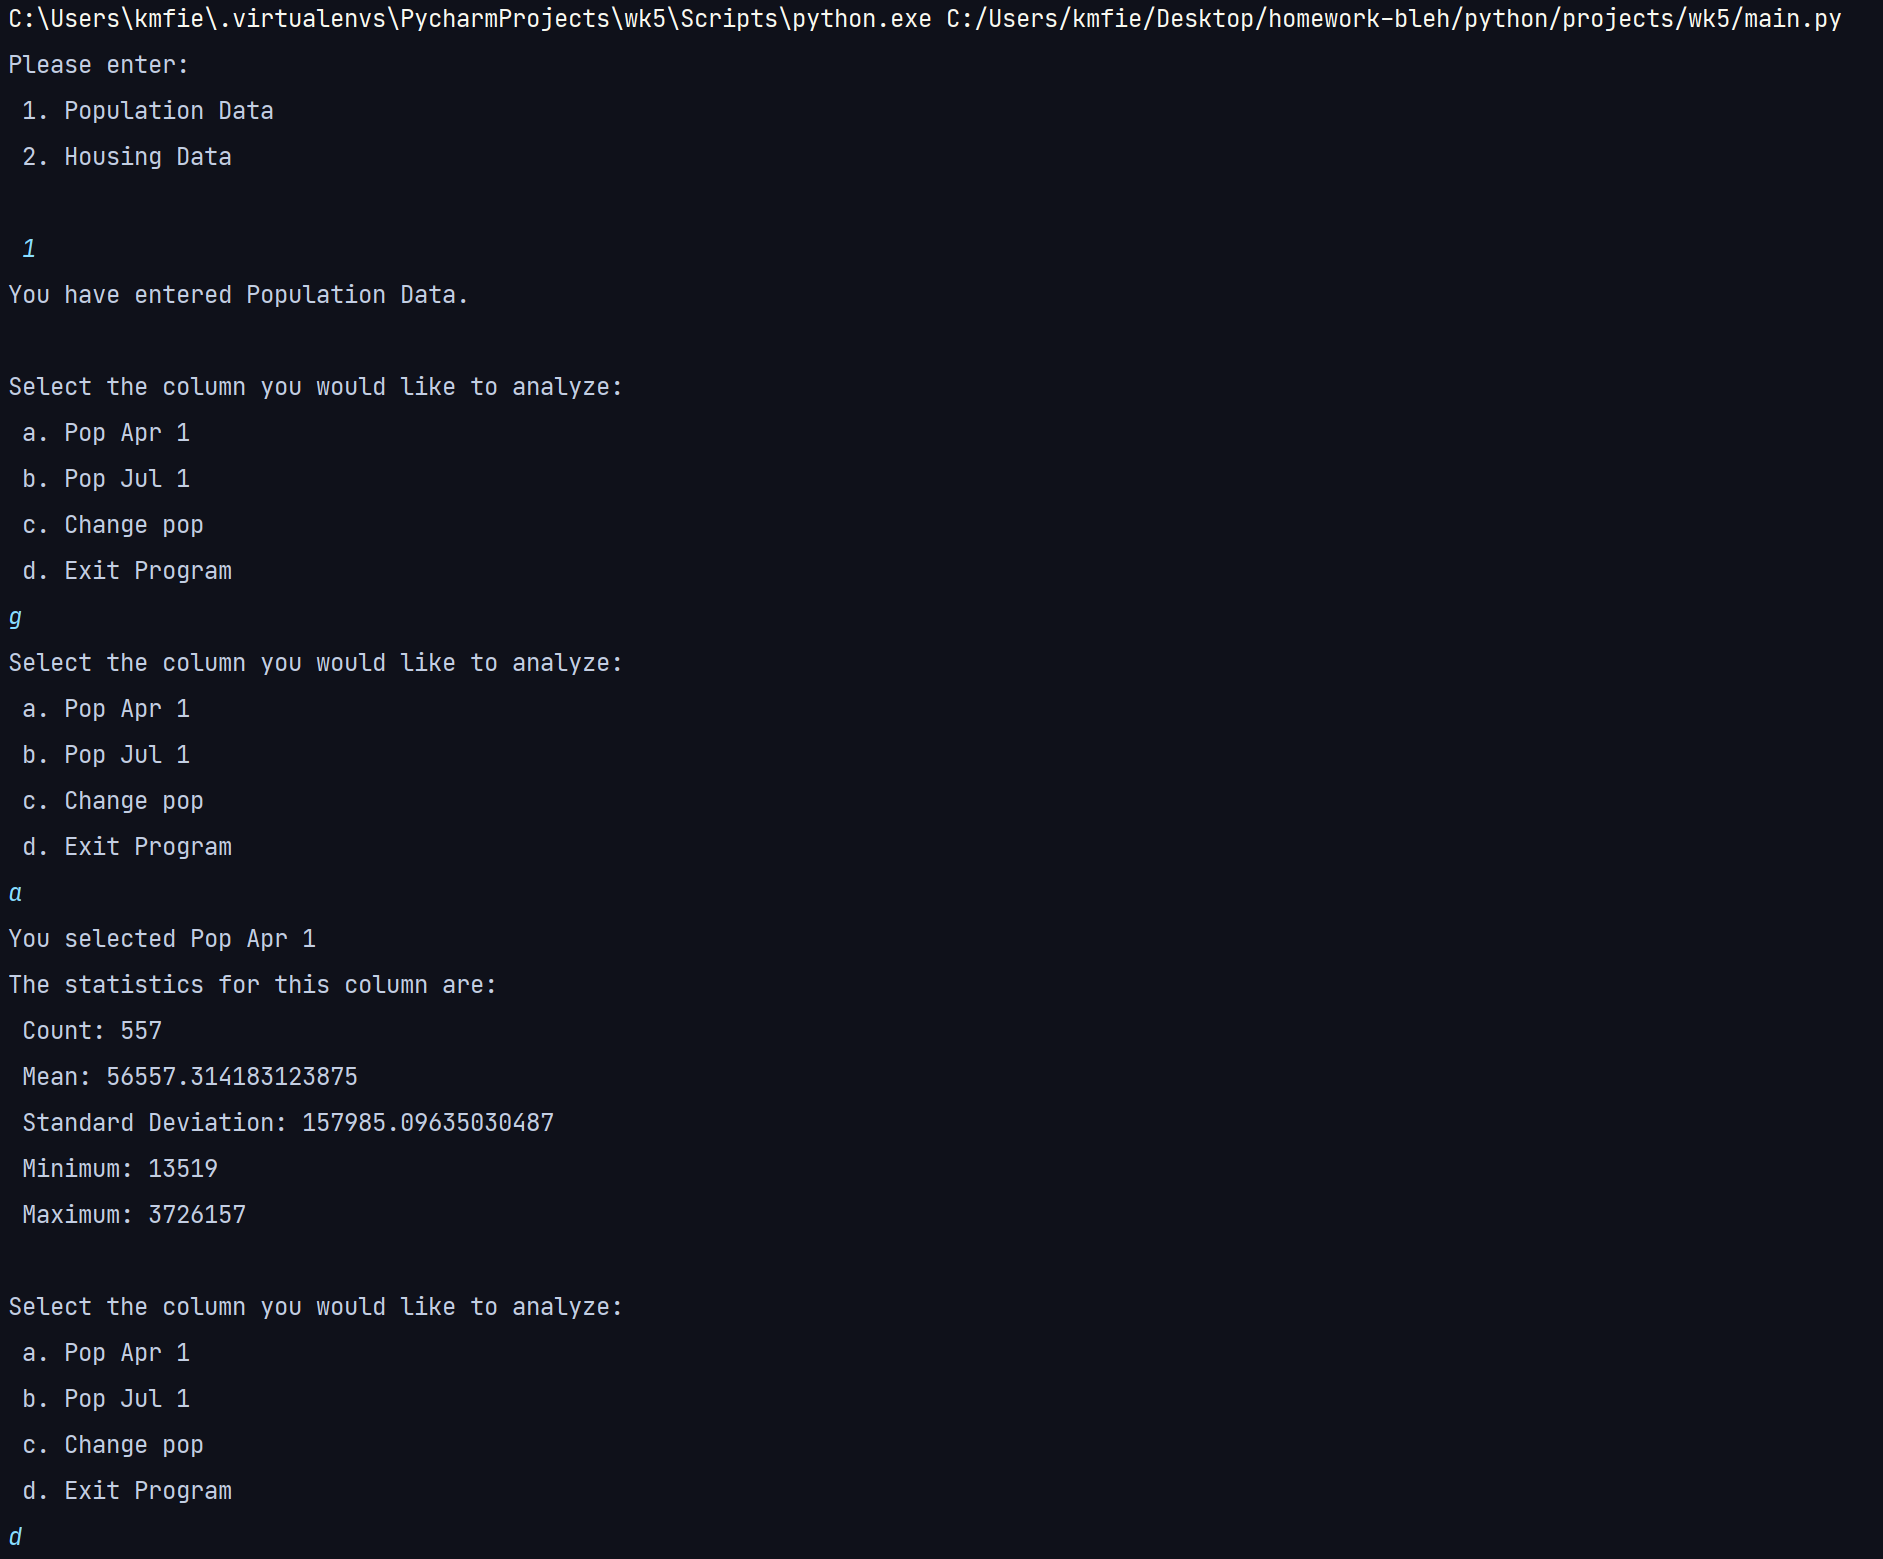 C:\Users\kmfie\.virtualenvs\PycharmProjects\wk5\Scripts\python.exe C:/Users/kmfie/Desktop/homework-bleh/python/projects/wk5/main.py
Please enter:
 1. Population Data
 2. Housing Data

 1
You have entered Population Data.

Select the column you would like to analyze:
 a. Pop Apr 1
 b. Pop Jul 1
 c. Change pop
 d. Exit Program
g
Select the column you would like to analyze:
 a. Pop Apr 1
 b. Pop Jul 1
 c. Change pop
 d. Exit Program
a
You selected Pop Apr 1
The statistics for this column are:
 Count: 557
 Mean: 56557.314183123875
 Standard Deviation: 157985.09635030487
 Minimum: 13519
 Maximum: 3726157

Select the column you would like to analyze:
 a. Pop Apr 1
 b. Pop Jul 1
 c. Change pop
 d. Exit Program
d